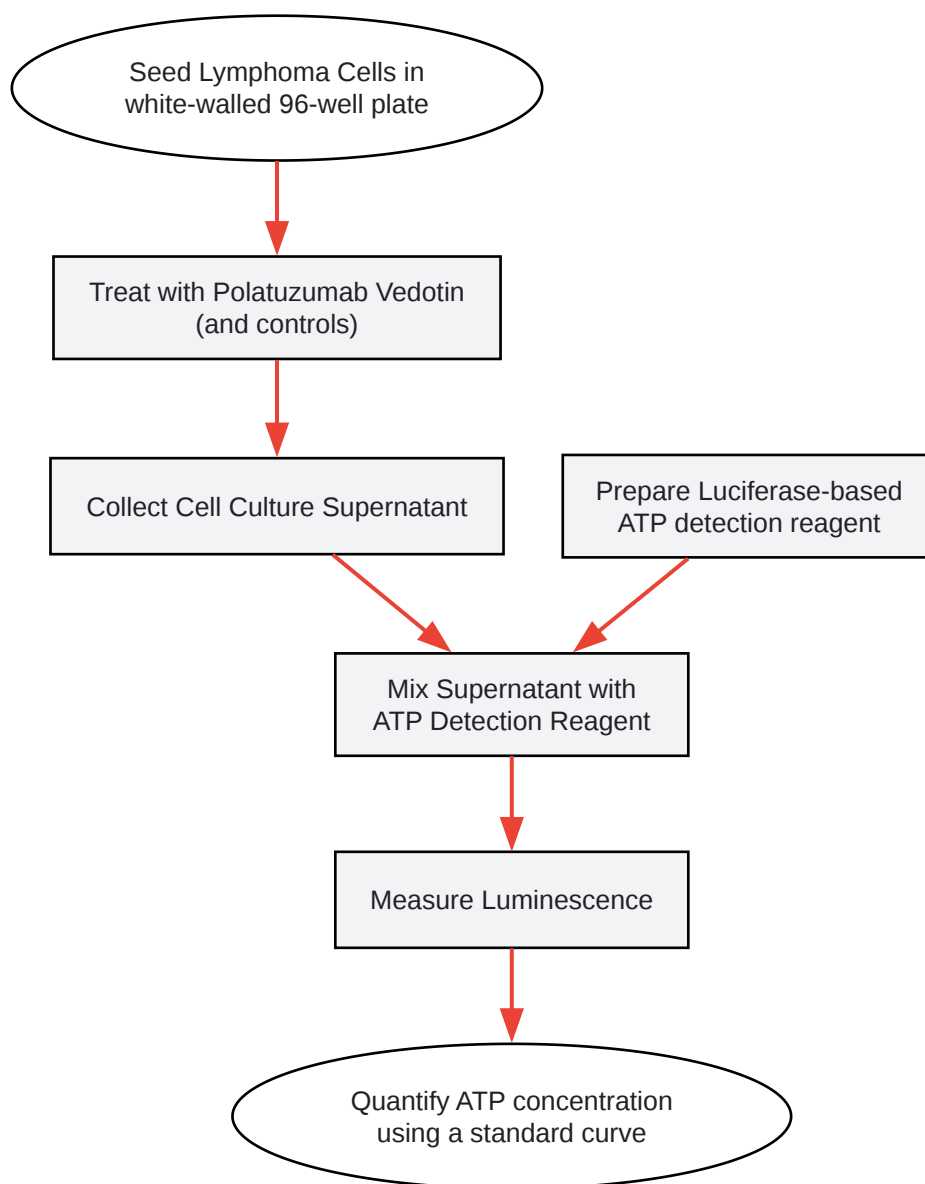 Seed Lymphoma Cells in
white-walled 96-well plate
Treat with Polatuzumab Vedotin
(and controls)
Collect Cell Culture Supernatant
Prepare Luciferase-based
ATP detection reagent
Mix Supernatant with
ATP Detection Reagent
Measure Luminescence
Quantify ATP concentration
using a standard curve